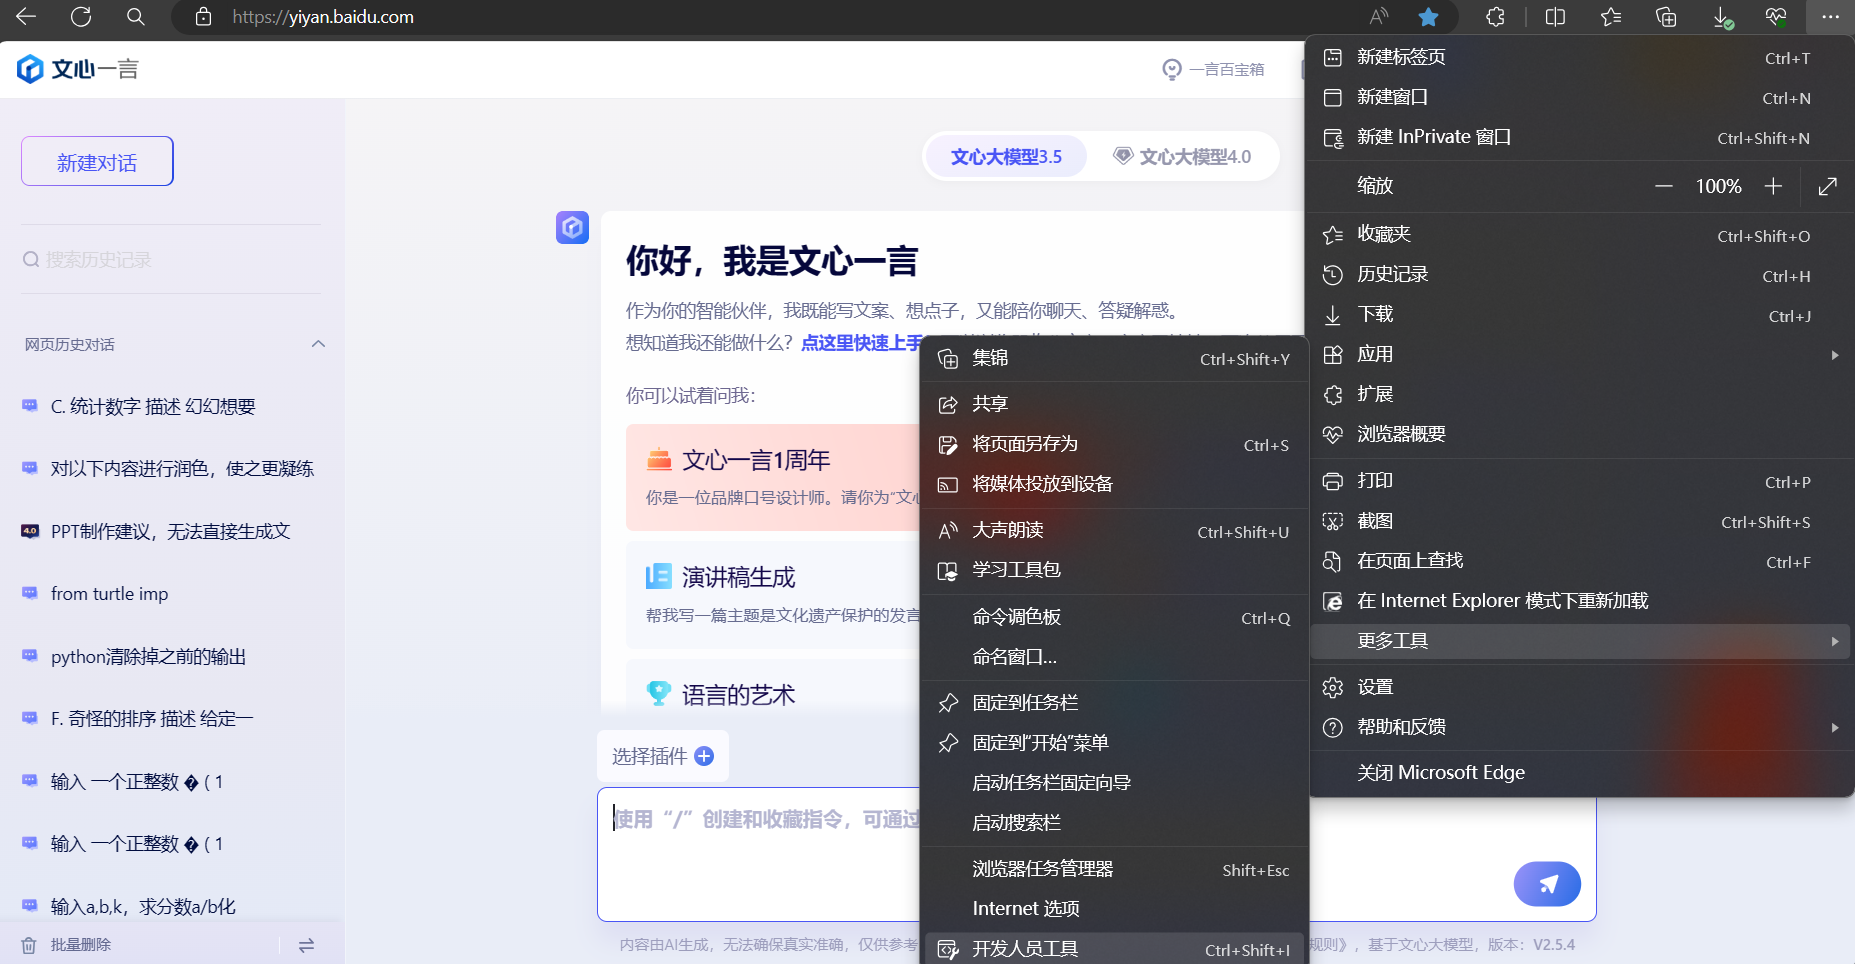 https://yiyan.baidu.com
文心一言
一言百宝箱
新建对话
搜索历史记录
网页历史对话
C. 统计数字 描述 幻幻想要
对以下内容进行润色，使之更凝练
4.0
PPT制作建议，无法直接生成文
from turtle imp
python清除掉之前的输出
F. 奇怪的排序 描述 给定一
输入 一个正整数 � ( 1
输入 一个正整数 � ( 1
输入a,b,k，求分数a/b化
批量删除
文心大模型3.5
文心大模型4.0
你好，我是文心一言
作为你的智能伙伴，我既能写文案、想点子，又能陪你聊天、答疑解惑。
想知道我还能做什么？点这里快速上手
你可以试着问我：
文心一言1周年
你是一位品牌口号设计师。请你为“文心
演讲稿生成
帮我写一篇主题是文化遗产保护的发言
语言的艺术
选择插件
使用“/”创建和收藏指令，可通过
内容由AI生成，无法确保真实准确，仅供参考
规则》，基于文心大模型，版本：V2.5.4
集锦 Ctrl+Shift+Y
共享
将页面另存为 Ctrl+S
将媒体投放到设备
大声朗读 Ctrl+Shift+U
学习工具包
命令调色板 Ctrl+Q
命名窗口...
固定到任务栏
固定到“开始”菜单
启动任务栏固定向导
启动搜索栏
浏览器任务管理器 Shift+Esc
Internet 选项
开发人员工具 Ctrl+Shift+I
新建标签页 Ctrl+T
新建窗口 Ctrl+N
新建 InPrivate 窗口 Ctrl+Shift+N
缩放 — 100% +
收藏夹 Ctrl+Shift+O
历史记录 Ctrl+H
下载 Ctrl+J
应用
扩展
浏览器概要
打印 Ctrl+P
截图 Ctrl+Shift+S
在页面上查找 Ctrl+F
在 Internet Explorer 模式下重新加载
更多工具
设置
帮助和反馈
关闭 Microsoft Edge